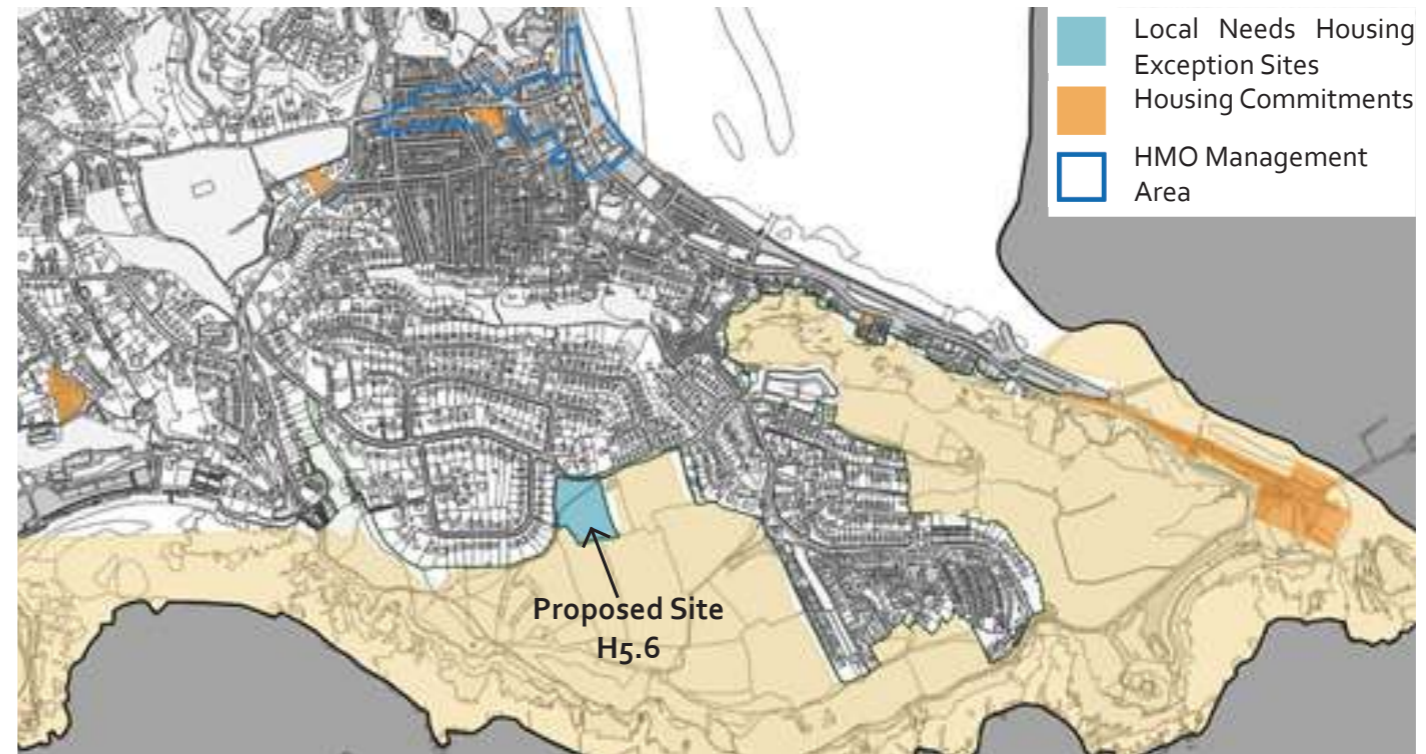 Local Needs Housing
Exception Sites
Housing Commitments
HMO Management
Area
Proposed Site
H5.6